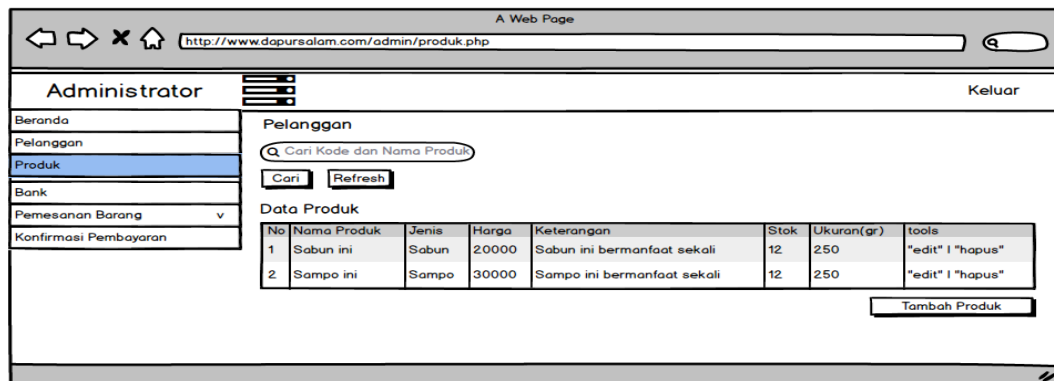 A Web Page
http://www.dapursalam.com/admin/produk.php
Administrator
Keluar
Beranda
Pelanggan
Produk
Bank
Pemesanan Barang v
Konfirmasi Pembayaran
Pelanggan
Cari Kode dan Nama Produk
Cari Refresh
Data Produk
No Nama Produk Jenis Harga Keterangan Stok Ukuran(gr) tools
1 Sabun ini Sabun 20000 Sabun ini bermanfaat sekali 12 250 "edit" | "hapus"
2 Sampo ini Sampo 30000 Sampo ini bermanfaat sekali 12 250 "edit" | "hapus"
Tambah Produk